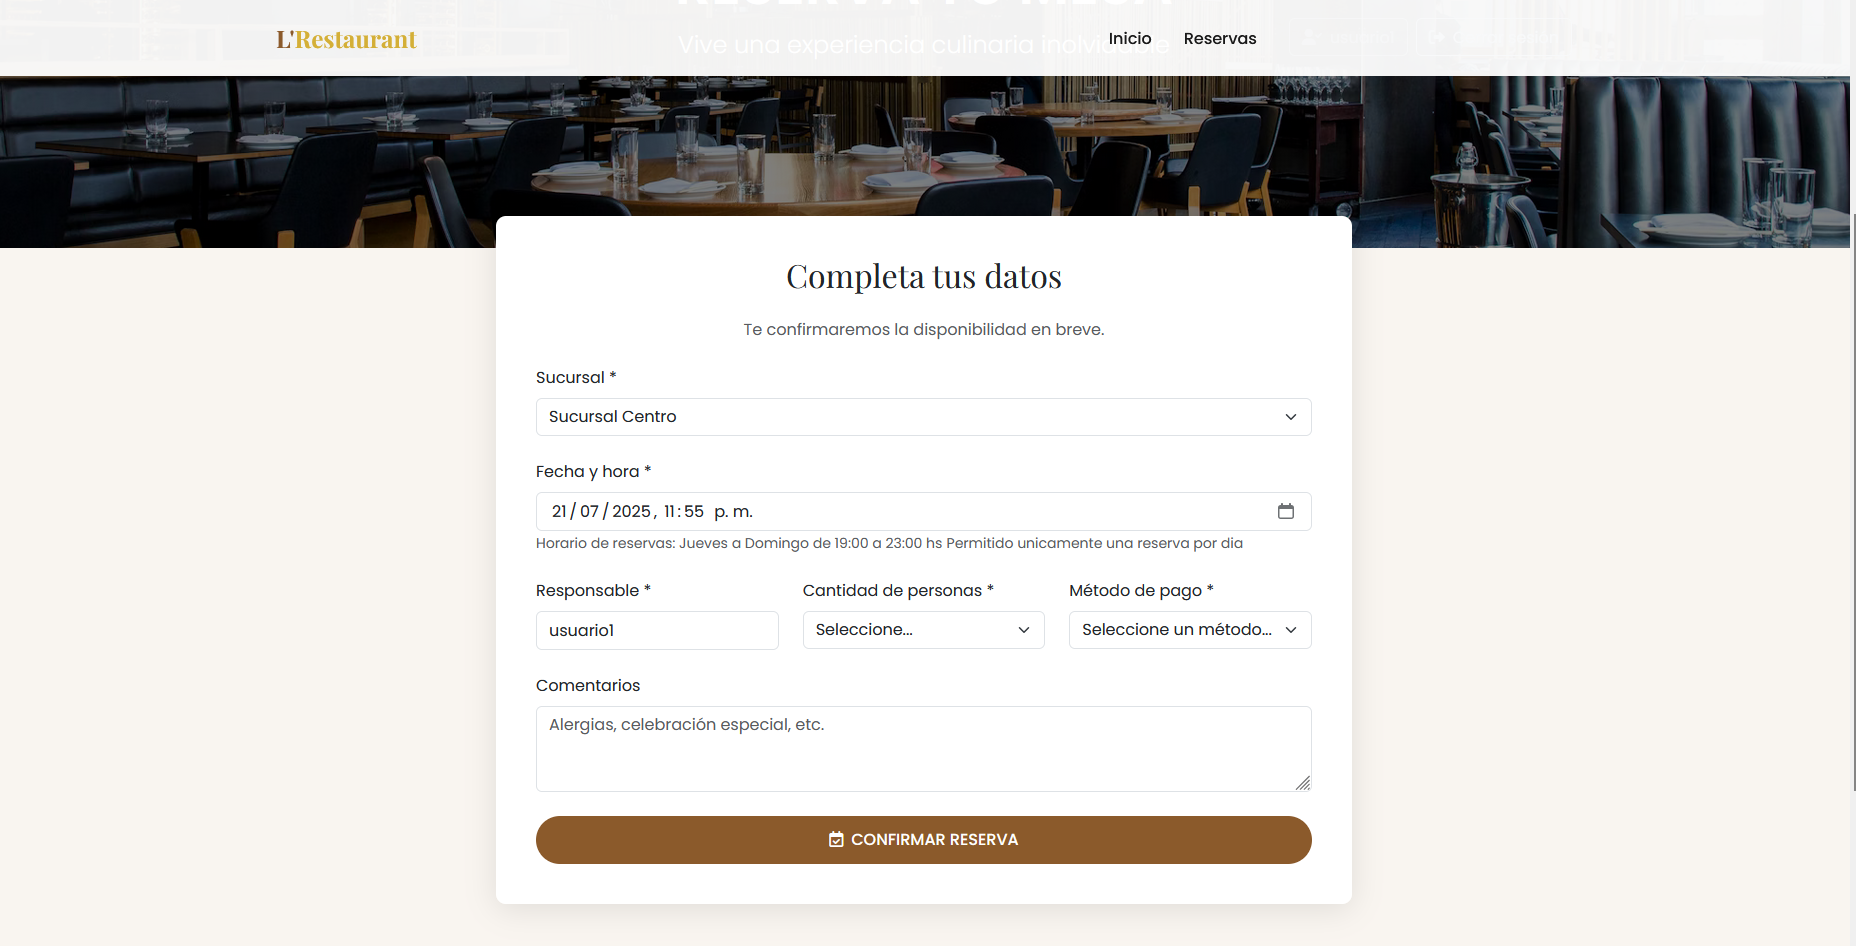 L'Restaurant
Inicio
Reservas
Vive una experiencia culinaria inolvidable
Completa tus datos
Te confirmaremos la disponibilidad en breve.
Sucursal *
Sucursal Centro
Fecha y hora *
21/07/2025, 11:55 p. m.
Horario de reservas: Jueves a Domingo de 19:00 a 23:00 hs Permitido unicamente una reserva por dia
Responsable *
Cantidad de personas *
Método de pago *
usuario1
Seleccione...
Seleccione un método...
Comentarios
Alergias, celebración especial, etc.
CONFIRMAR RESERVA